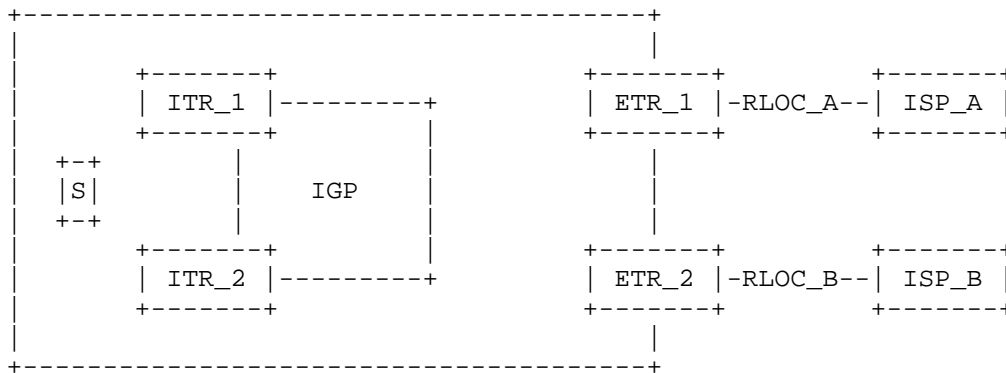 ITR_1 ETR_1 -RLOC_A-- ISP_A
S IGP
ITR_2 ETR_2 -RLOC_B-- ISP_B